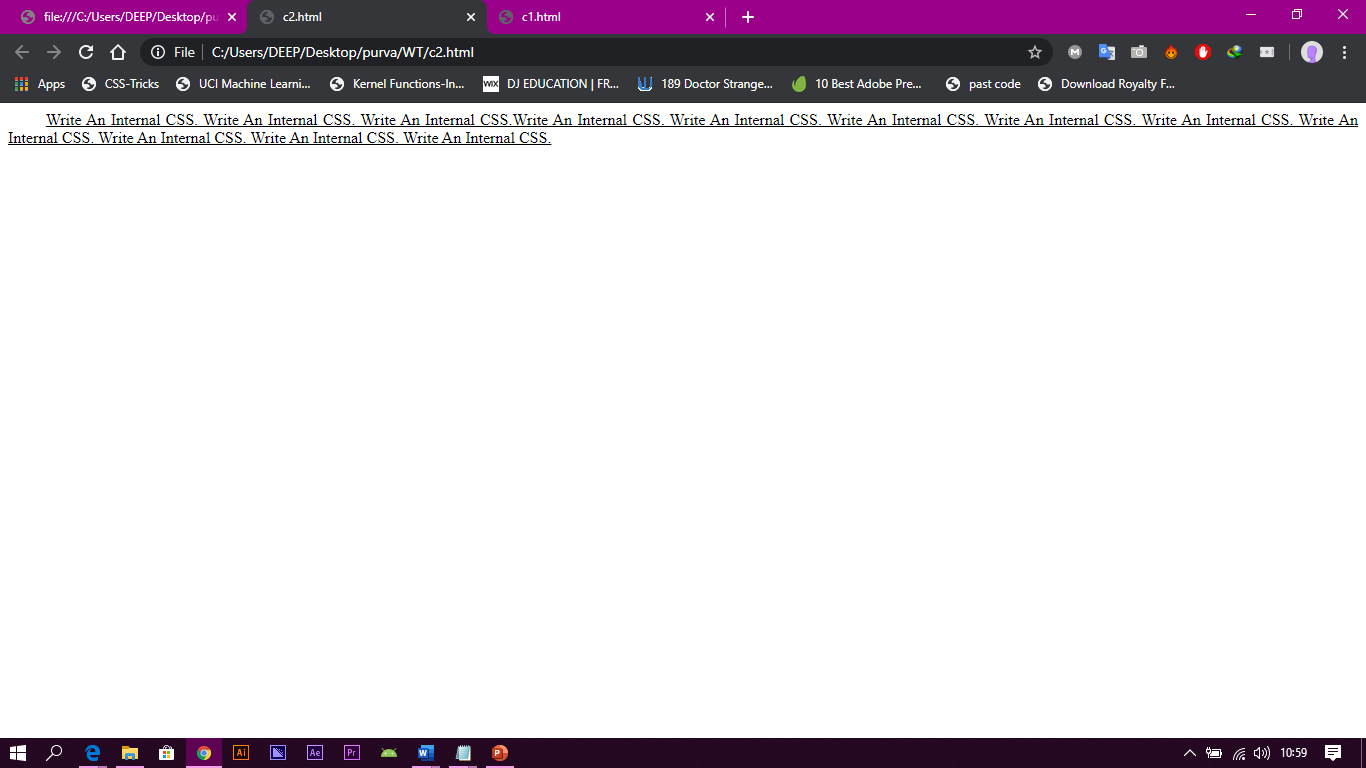 file:///C:/Users/DEEP/Desktop/pu
c2.html
c1.html
File
C:/Users/DEEP/Desktop/purva/WT/c2.html
Apps
CSS-Tricks
UCI Machine Learni...
Kernel Functions-In...
WIX
DJ EDUCATION | FR...
189 Doctor Strange...
10 Best Adobe Pre...
past code
Download Royalty F...
Write An Internal CSS. Write An Internal CSS. Write An Internal CSS.Write An Internal CSS. Write An Internal CSS. Write An Internal CSS. Write An Internal CSS. Write An Internal CSS. Write An
Internal CSS. Write An Internal CSS. Write An Internal CSS. Write An Internal CSS.
Ai
Ae
Pr
10:59